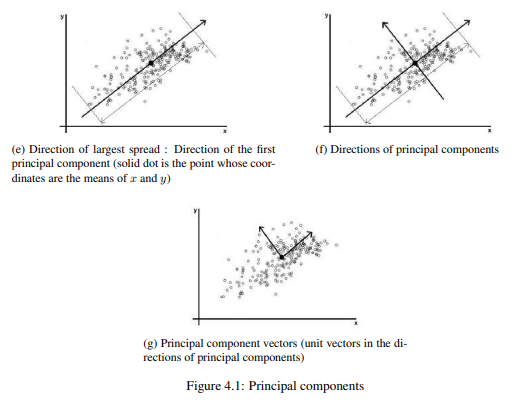 y
x
(e) Direction of largest spread : Direction of the first
principal component (solid dot is the point whose coor-
dinates are the means of x and y)
y
x
(f) Directions of principal components
y
x
(g) Principal component vectors (unit vectors in the di-
rections of principal components)
Figure 4.1: Principal components